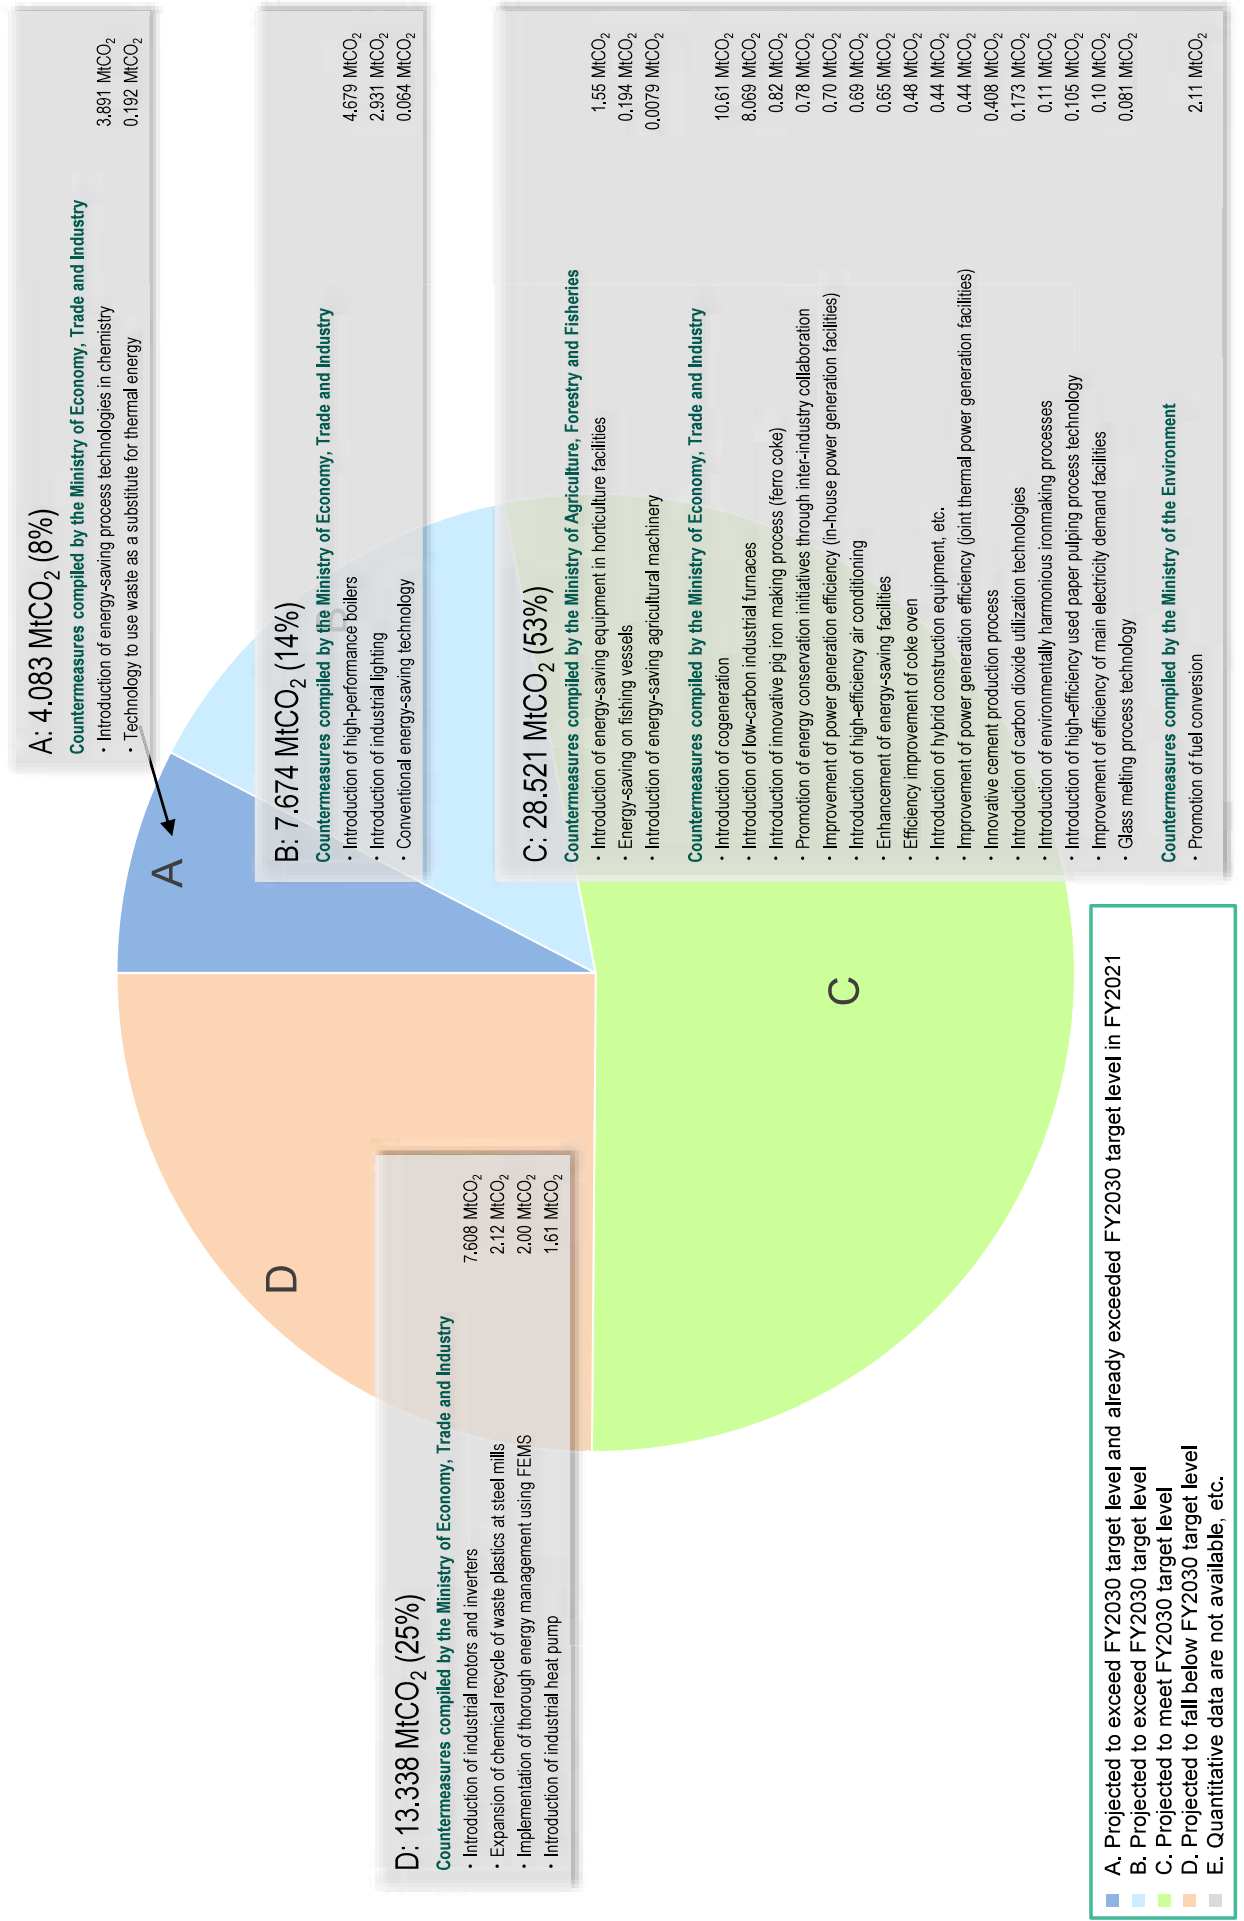 A: 4.083 MtCO₂ (8%)
Countermeasures compiled by the Ministry of Economy, Trade and Industry
・Introduction of energy-saving process technologies in chemistry 3.891 MtCO₂
・Technology to use waste as a substitute for thermal energy 0.192 MtCO₂
A
B: 7.674 MtCO₂ (14%)
Countermeasures compiled by the Ministry of Economy, Trade and Industry
・Introduction of high-performance boilers 4.679 MtCO₂
・Introduction of industrial lighting 2.931 MtCO₂
・Conventional energy-saving technology 0.064 MtCO₂
B
C: 28.521 MtCO₂ (53%)
Countermeasures compiled by the Ministry of Agriculture, Forestry and Fisheries
・Introduction of energy-saving equipment in horticulture facilities 1.55 MtCO₂
・Energy-saving on fishing vessels 0.194 MtCO₂
・Introduction of energy-saving agricultural machinery 0.0079 MtCO₂
Countermeasures compiled by the Ministry of Economy, Trade and Industry
・Introduction of cogeneration 10.61 MtCO₂
・Introduction of low-carbon industrial furnaces 8.069 MtCO₂
・Introduction of innovative pig iron making process (ferro coke) 0.82 MtCO₂
・Promotion of energy conservation initiatives through inter-industry collaboration 0.78 MtCO₂
・Improvement of power generation efficiency (in-house power generation facilities) 0.70 MtCO₂
・Introduction of high-efficiency air conditioning 0.69 MtCO₂
・Enhancement of energy-saving facilities 0.65 MtCO₂
・Efficiency improvement of coke oven 0.48 MtCO₂
・Introduction of hybrid construction equipment, etc. 0.44 MtCO₂
・Improvement of power generation efficiency (joint thermal power generation facilities) 0.44 MtCO₂
・Innovative cement production process 0.408 MtCO₂
・Introduction of carbon dioxide utilization technologies 0.173 MtCO₂
・Introduction of environmentally harmonious ironmaking processes 0.11 MtCO₂
・Introduction of high-efficiency used paper pulping process technology 0.105 MtCO₂
・Improvement of efficiency of main electricity demand facilities 0.10 MtCO₂
・Glass melting process technology 0.081 MtCO₂
Countermeasures compiled by the Ministry of the Environment
・Promotion of fuel conversion 2.11 MtCO₂
C
D
D: 13.338 MtCO₂ (25%)
Countermeasures compiled by the Ministry of Economy, Trade and Industry
・Introduction of industrial motors and inverters 7.608 MtCO₂
・Expansion of chemical recycle of waste plastics at steel mills 2.12 MtCO₂
・Implementation of thorough energy management using FEMS 2.00 MtCO₂
・Introduction of industrial heat pump 1.61 MtCO₂
A. Projected to exceed FY2030 target level and already exceeded FY2030 target level in FY2021
B. Projected to exceed FY2030 target level
C. Projected to meet FY2030 target level
D. Projected to fall below FY2030 target level
E. Quantitative data are not available, etc.